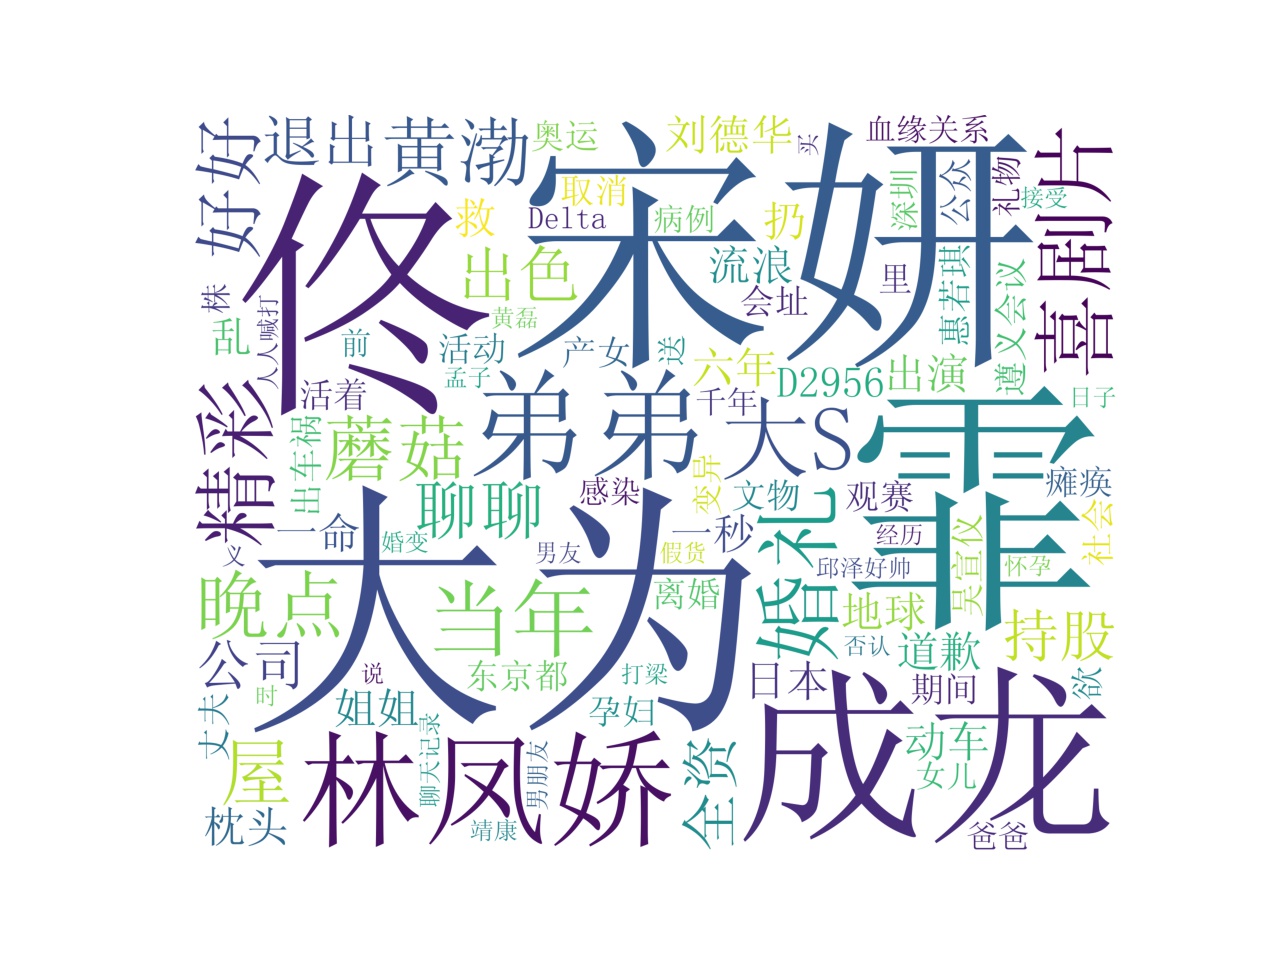 好好
退出
黄渤
奥运
宋妍
刘德华
买
血缘关系
喜剧片
佟
救
取消
Delta
病例
扔
深圳
公众
礼物
接受
出色
流浪
会址
里
惠若琪
遵义会议
株
乱
人人喊打
黄磊
前
活动
孟子
产女
送
六年
D2956
出演
日子
精彩
活着
出车祸
蘑菇
弟弟
千年
大S
霏
聊聊
感染
变异
文物
婚礼
观赛
瘫痪
一命
婚变
男友
一秒
假货
经历
社会
义
大为
邱泽好帅
吴宣仪
怀孕
晚点
当年
离婚
地球
持股
公司
说
东京都
打梁
否认
道歉
时
姐姐
孕妇
日本
成龙
期间
欲
丈夫
屋
林凤娇
聊天记录
男朋友
全资
动车
女儿
枕头
靖康
爸爸